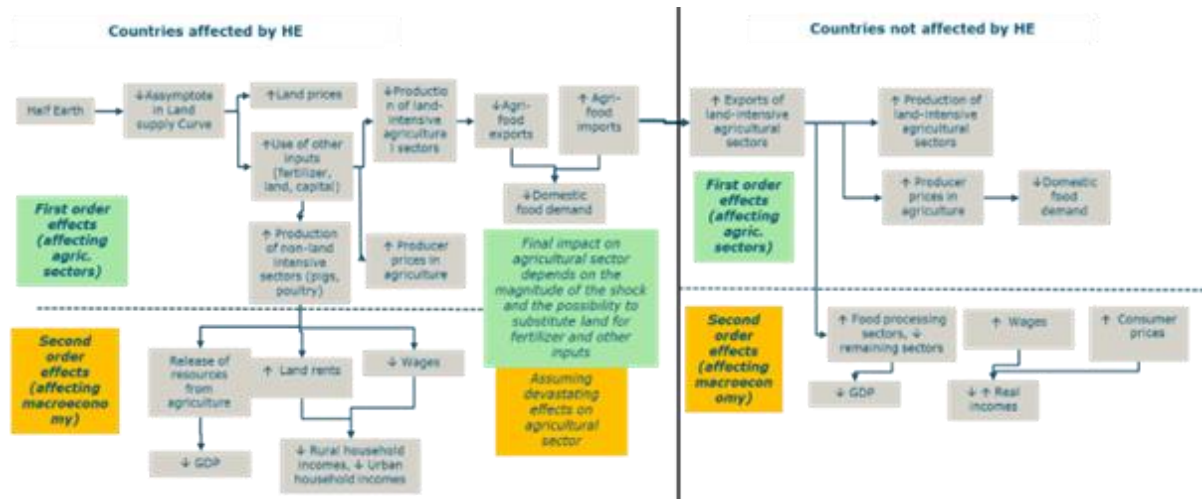 Countries affected by HE
Countries not affected by HE
Half Earth
↓Assymptote
in Land
supply Curve
↑Land prices
↑Use of other
inputs
(fertilizer,
land, capital)
↓Productio
n of land-
intensive
agricultura
l sectors
↓Agri-
food
exports
↑ Agri-
food
imports
↓Domestic
food demand
First order
effects
(affecting
agric.
sectors)
↑ Production
of non-land
intensive
sectors (pigs,
poultry)
↑ Producer
prices in
agriculture
Final impact on
agricultural sector
depends on the
magnitude of the shock
and the possibility to
substitute land for
fertilizer and other
inputs
Second
order
effects
(affecting
macroecono
my)
Release of
resources
from
agriculture
↑ Land rents
↓ Wages
Assuming
devastating
effects on
agricultural
sector
↓ GDP
↓ Rural household
incomes, ↓ Urban
household incomes
↑ Exports of
land-intensive
agricultural
sectors
↑ Production of
land-intensive
agricultural
sectors
First order
effects
(affecting
agric.
sectors)
↑ Producer
prices in
agriculture
↓Domestic
food
demand
Second
order
effects
(affecting
macroecon
omy)
↑ Food processing
sectors, ↓
remaining sectors
↑ Wages
↑ Consumer
prices
↓ GDP
↓ ↑ Real
incomes